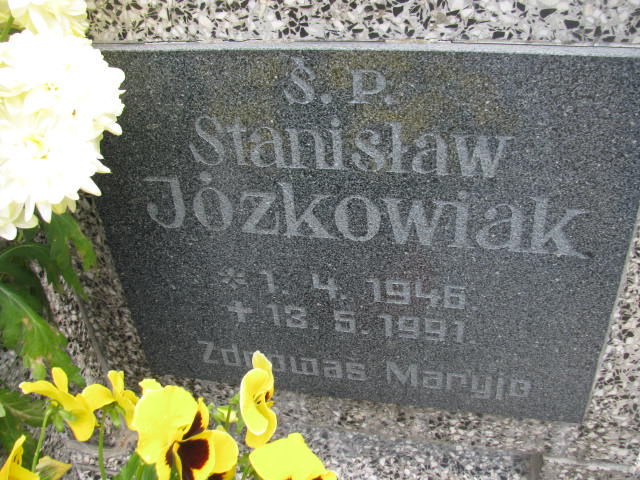 Ś. P.
Stanisław
Józkowiak
* 1. 4. 1946
+ 13. 5. 1991
Zdrowaś Maryjo